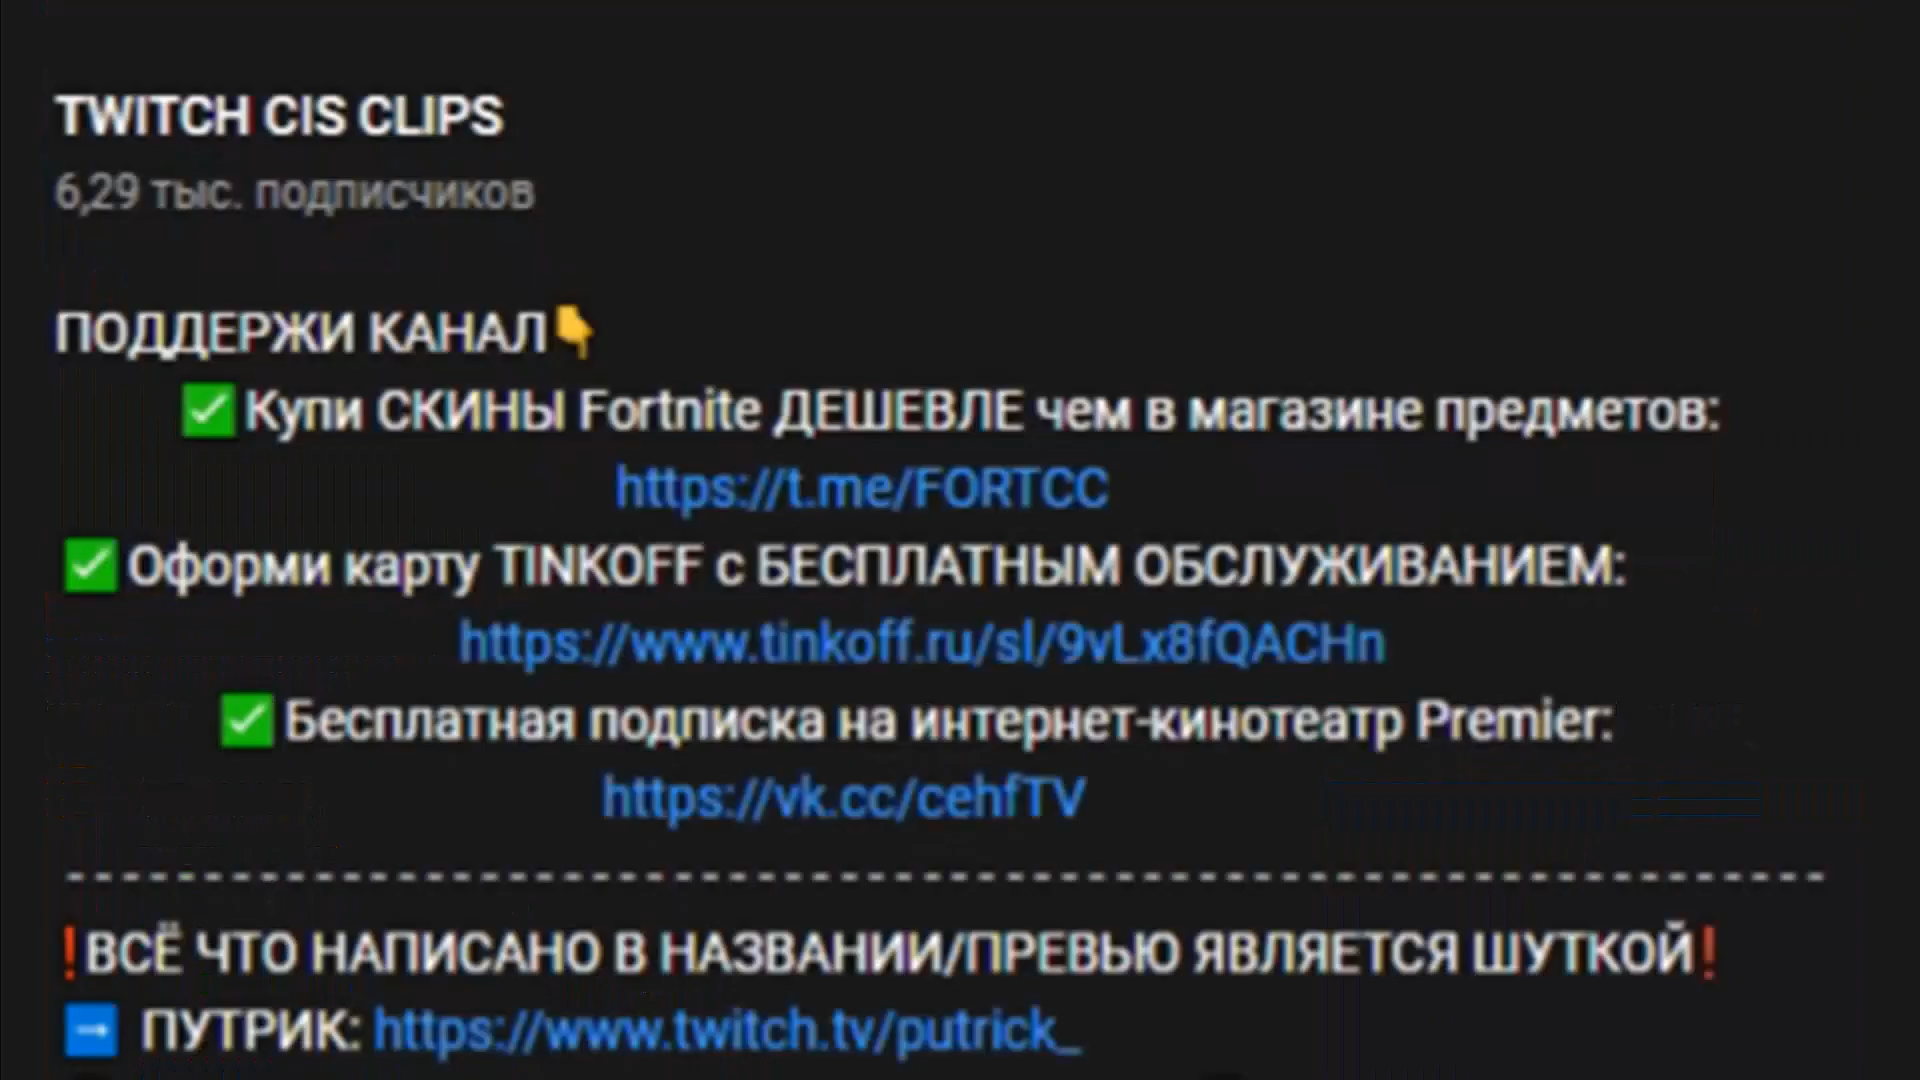 TWITCH CIS CLIPS
6,29 тыс. подписчиков
ПОДДЕРЖИ КАНАЛ👇
✅Купи СКИНЫ Fortnite ДЕШЕВЛЕ чем в магазине предметов:
https://t.me/FORTCC
✅Оформи карту TINKOFF с БЕСПЛАТНЫМ ОБСЛУЖИВАНИЕМ:
https://www.tinkoff.ru/sl/9vLx8fQACHn
✅Бесплатная подписка на интернет-кинотеатр Premier:
https://vk.cc/cehfTV
----------------------------------------------------------------
❗ВСЁ ЧТО НАПИСАНО В НАЗВАНИИ/ПРЕВЬЮ ЯВЛЯЕТСЯ ШУТКОЙ❗
➡ ПУТРИК: https://www.twitch.tv/putrick_